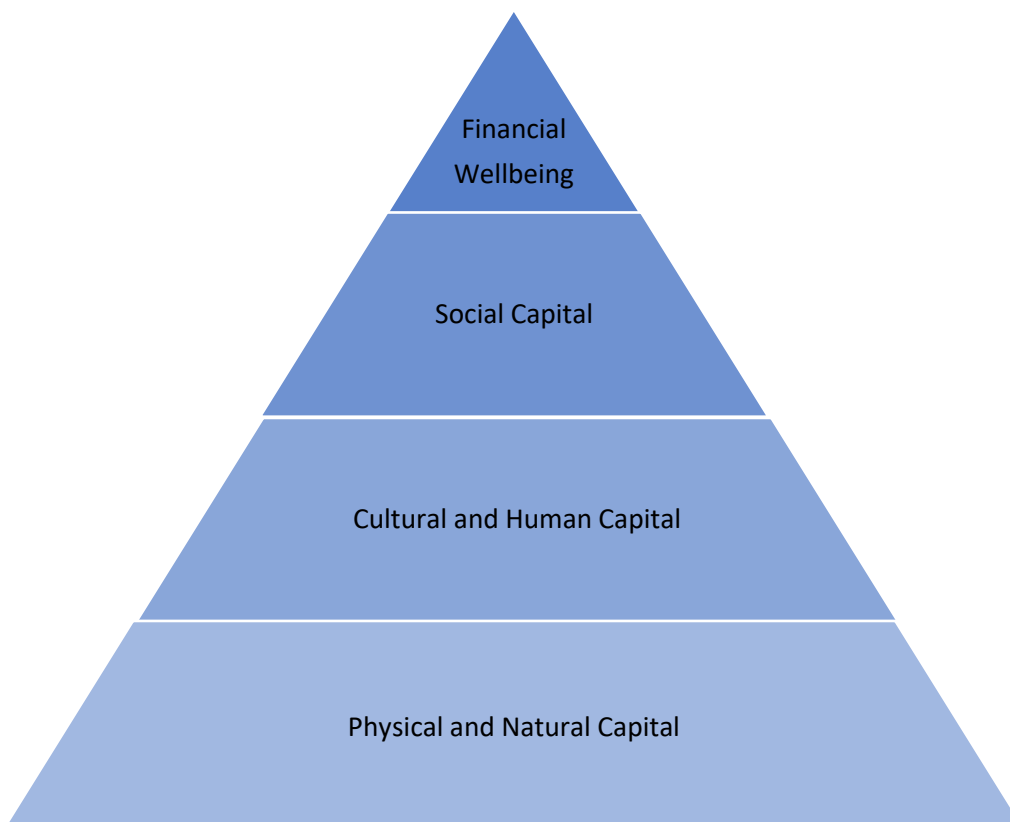 Financial
Wellbeing
Social Capital
Cultural and Human Capital
Physical and Natural Capital